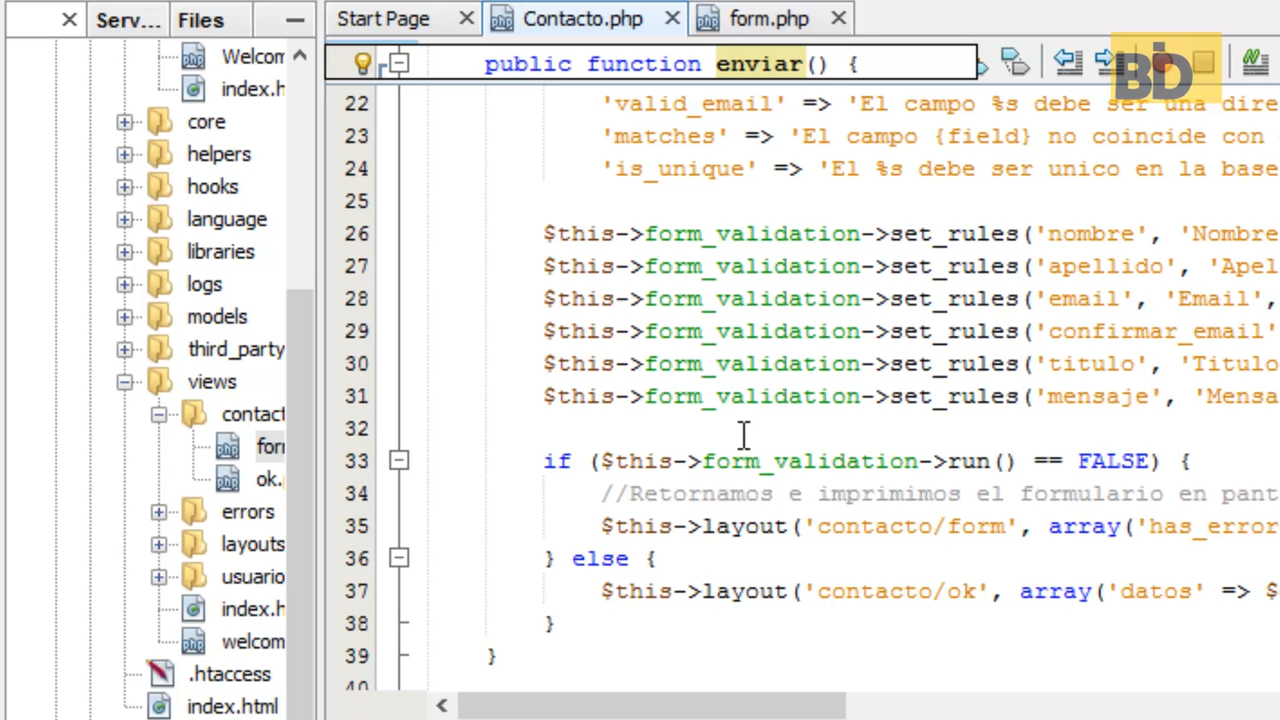 Serv...
Files
Start Page
Contacto.php
form.php
BD
Welcom
index.h
core
helpers
hooks
language
libraries
logs
models
third_party
views
contact
for
ok.
errors
layouts
usuario
index.h
welcom
.htaccess
index.html
public function enviar() {
22 'valid_email' => 'El campo %s debe ser una dire
23 'matches' => 'El campo {field} no coincide con
24 'is_unique' => 'El %s debe ser unico en la base
25
26 $this->form_validation->set_rules('nombre', 'Nombre
27 $this->form_validation->set_rules('apellido', 'Apel
28 $this->form_validation->set_rules('email', 'Email',
29 $this->form_validation->set_rules('confirmar_email'
30 $this->form_validation->set_rules('titulo', 'Titulo
31 $this->form_validation->set_rules('mensaje', 'Mensa
32
33 if ($this->form_validation->run() == FALSE) {
34 //Retornamos e imprimimos el formulario en pant
35 $this->layout('contacto/form', array('has_error
36 } else {
37 $this->layout('contacto/ok', array('datos' => $
38 }
39 }
40